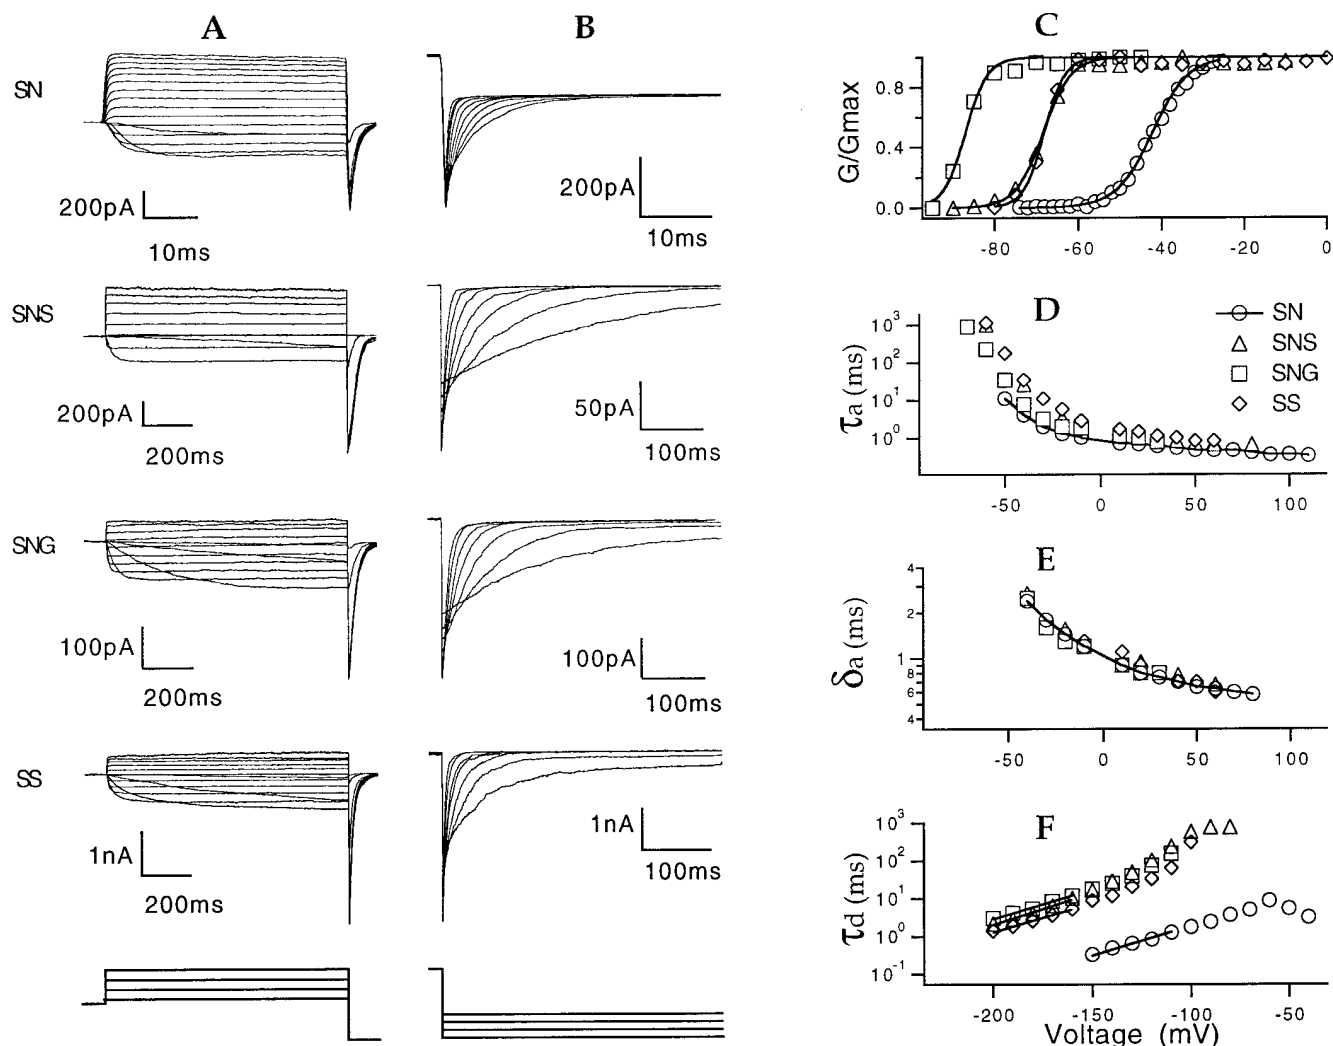 A
B
C
SN
200pA
10ms
200pA
10ms
G/Gmax
0.8
0.4
0.0
-80
-60
-40
-20
0
SNS
200pA
200ms
50pA
100ms
D
τa (ms)
10³
10²
10¹
10⁰
-50
0
50
100
SN
SNS
SNG
SS
SNG
100pA
200ms
100pA
100ms
E
δa (ms)
4
2
1
8
6
4
-50
0
50
100
SS
1nA
200ms
1nA
100ms
F
τd (ms)
10³
10²
10¹
10⁰
10⁻¹
-200
-150
-100
-50
Voltage (mV)